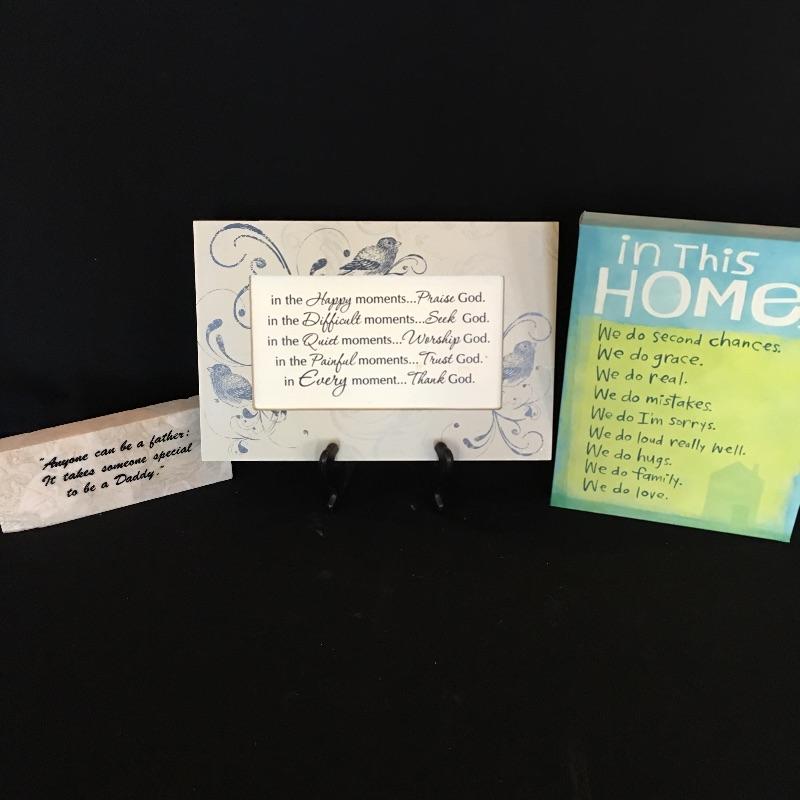 "Anyone can be a father:
It takes someone special
to be a Daddy."
in the Happy moments...Praise God.
in the Difficult moments...Seek God.
in the Quiet moments...Worship God.
in the Painful moments...Trust God.
in Every moment...Thank God.
in This
HOME
We do second chances.
We do grace.
We do real.
We do mistakes.
We do I'm sorrys.
We do loud really well.
We do hugs.
We do family.
We do love.